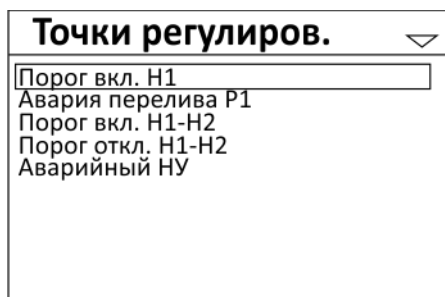 Точки регулиров.
Порог вкл. Н1
Авария перелива Р1
Порог вкл. Н1-Н2
Порог откл. Н1-Н2
Аварийный НУ